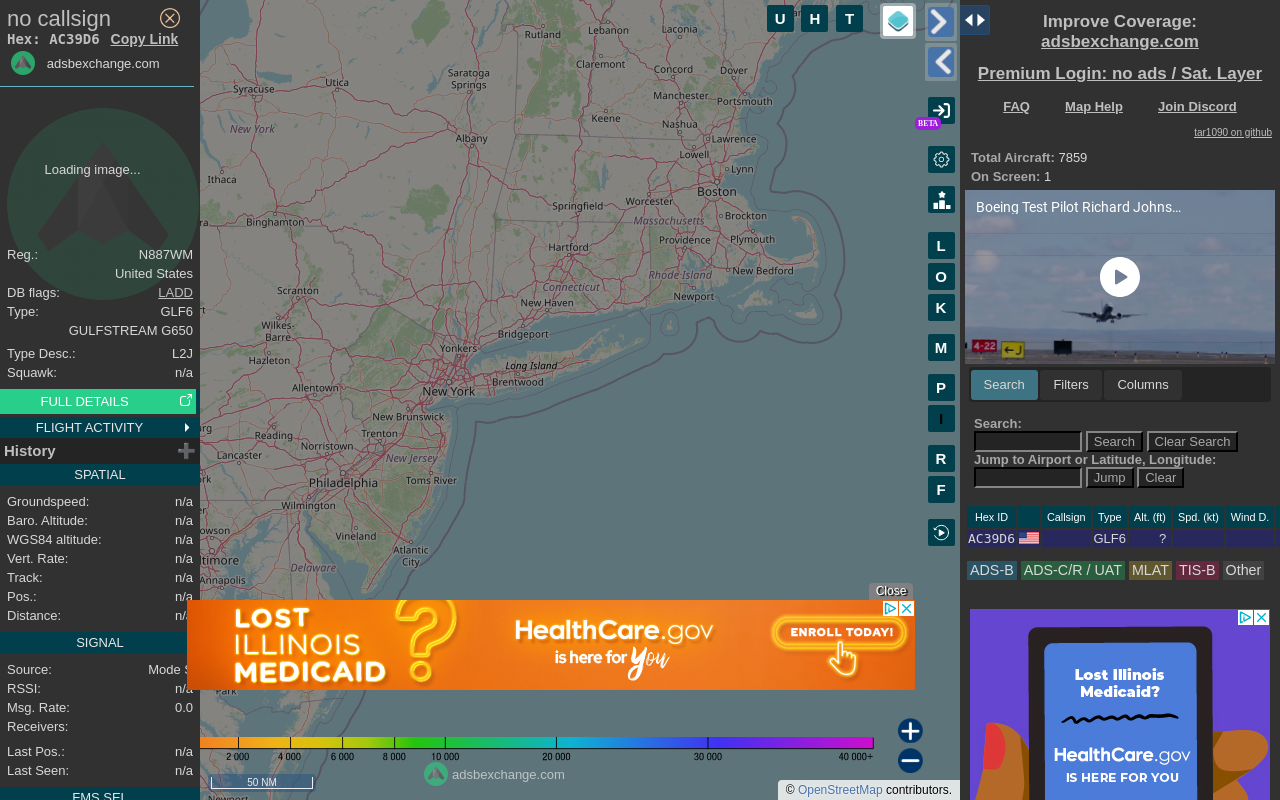 no callsign
Hex: AC39D6 Copy Link
adsbexchange.com
Loading image...
Reg.: N887WM
United States
DB flags: LADD
Type: GLF6
GULFSTREAM G650
Type Desc.: L2J
Squawk: n/a
FULL DETAILS
FLIGHT ACTIVITY
History
SPATIAL
Groundspeed: n/a
Baro. Altitude: n/a
WGS84 altitude: n/a
Vert. Rate: n/a
Track: n/a
Pos.: n/a
Distance:
SIGNAL
Source: Mode S
RSSI: n/a
Msg. Rate: 0.0
Receivers:
Last Pos.: n/a
Last Seen: n/a
FMS SEL
U H T
BETA
L
O
K
M
P
I
R
F
Rutland
Lebanon
Laconia
Claremont
Concord
Dover
Utica
Saratoga
Springs
Syracuse
Manchester
Portsmouth
New York
Albany
Keene
Nashua
Lawrence
Lowell
Lynn
Ithaca
Boston
Springfield
Worcester
Massachusetts
Brockton
Binghamton
Hartford
Providence
Plymouth
Rhode Island
New Bedford
Connecticut
Newport
Scranton
New Haven
Wilkes-
Barre
Bridgeport
Yonkers
Hazleton
Long Island
Brentwood
Allentown
New York
New Brunswick
Reading
Trenton
Norristown
Lancaster
New Jersey
Philadelphia
Toms River
Wilmington
Vineland
Atlantic
City
Annapolis
Delaware
Close
LOST
ILLINOIS
MEDICAID
?
HealthCare.gov
is here for you
ENROLL TODAY!
Park
2 000 4 000 6 000 8 000 10 000 20 000 30 000 40 000+
50 NM
adsbexchange.com
Newport
© OpenStreetMap contributors.
Improve Coverage:
adsbexchange.com
Premium Login: no ads / Sat. Layer
FAQ Map Help Join Discord
tar1090 on github
Total Aircraft: 7859
On Screen: 1
Boeing Test Pilot Richard Johns…
4-22 J
Search Filters Columns
Search:
Search Clear Search
Jump to Airport or Latitude, Longitude:
Jump Clear
Hex ID Callsign Type Alt. (ft) Spd. (kt) Wind D.
AC39D6 GLF6 ?
ADS-B ADS-C/R / UAT MLAT TIS-B Other
Lost Illinois
Medicaid?
HealthCare.gov
IS HERE FOR YOU